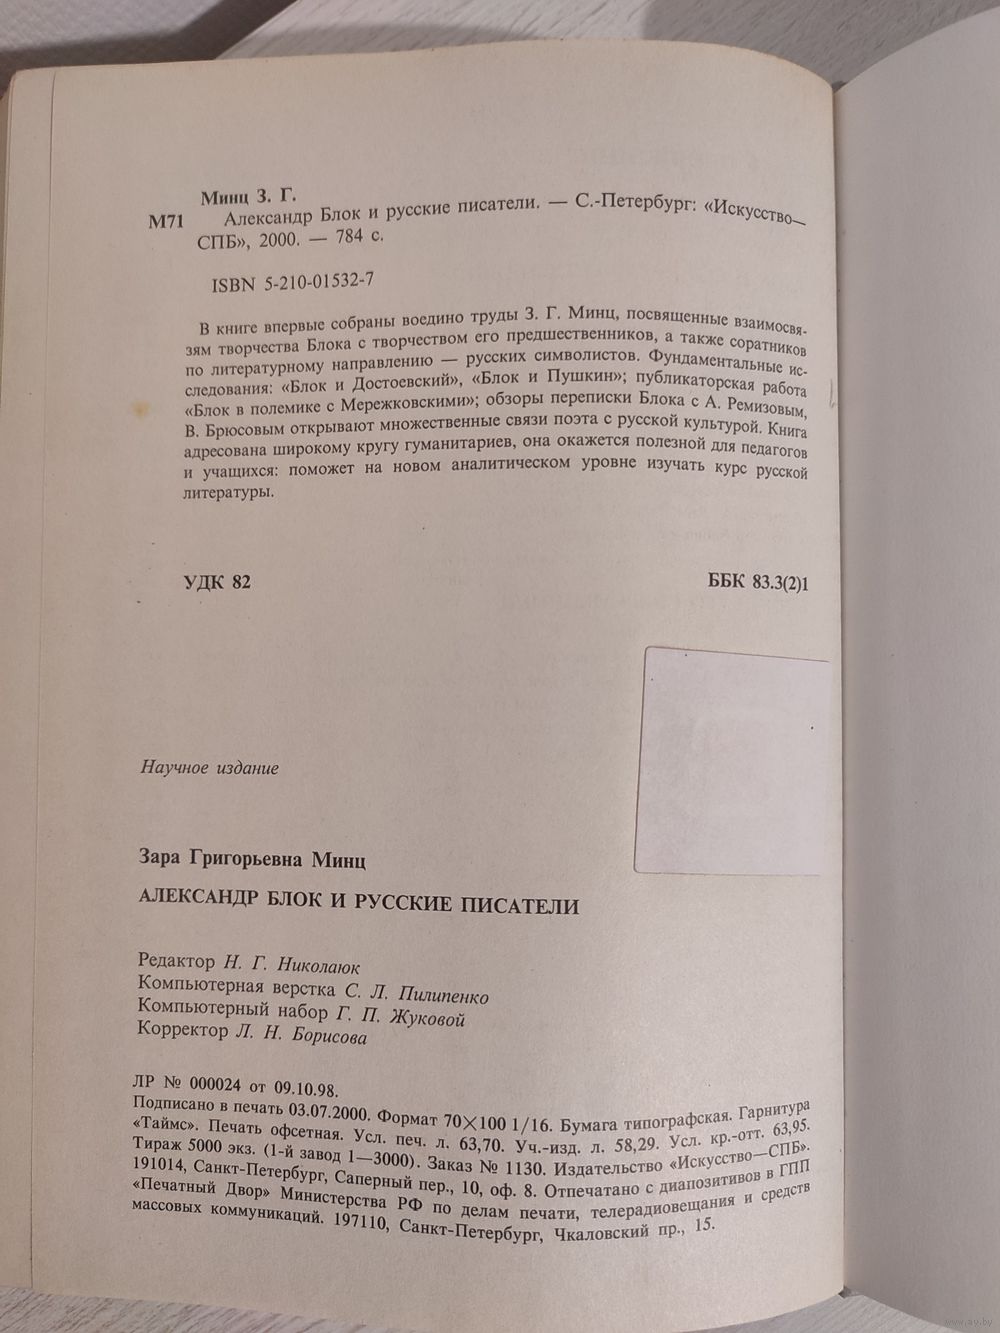 Минц З. Г.
М71 Александр Блок и русские писатели. — С.-Петербург: «Искусство—
СПБ», 2000. — 784 с.
ISBN 5-210-01532-7
В книге впервые собраны воедино труды З. Г. Минц, посвященные взаимосвя-
зям творчества Блока с творчеством его предшественников, а также соратников
по литературному направлению — русских символистов. Фундаментальные ис-
следования: «Блок и Достоевский», «Блок и Пушкин»; публикаторская работа
«Блок в полемике с Мережковскими»; обзоры переписки Блока с А. Ремизовым,
В. Брюсовым открывают множественные связи поэта с русской культурой. Книга
адресована широкому кругу гуманитариев, она окажется полезной для педагогов
и учащихся: поможет на новом аналитическом уровне изучать курс русской
литературы.
УДК 82 ББК 83.3(2)1
Научное издание
Зара Григорьевна Минц
АЛЕКСАНДР БЛОК И РУССКИЕ ПИСАТЕЛИ
Редактор Н. Г. Николаюк
Компьютерная верстка С. Л. Пилипенко
Компьютерный набор Г. П. Жуковой
Корректор Л. Н. Борисова
ЛР № 000024 от 09.10.98.
Подписано в печать 03.07.2000. Формат 70×100 1/16. Бумага типографская. Гарнитура
«Таймс». Печать офсетная. Усл. печ. л. 63,70. Уч.-изд. л. 58,29. Усл. кр.-отт. 63,95.
Тираж 5000 экз. (1-й завод 1—3000). Заказ № 1130. Издательство «Искусство—СПБ».
191014, Санкт-Петербург, Саперный пер., 10, оф. 8. Отпечатано с диапозитивов в ГПП
«Печатный Двор» Министерства РФ по делам печати, телерадиовещания и средств
массовых коммуникаций. 197110, Санкт-Петербург, Чкаловский пр., 15.
www.ay.by